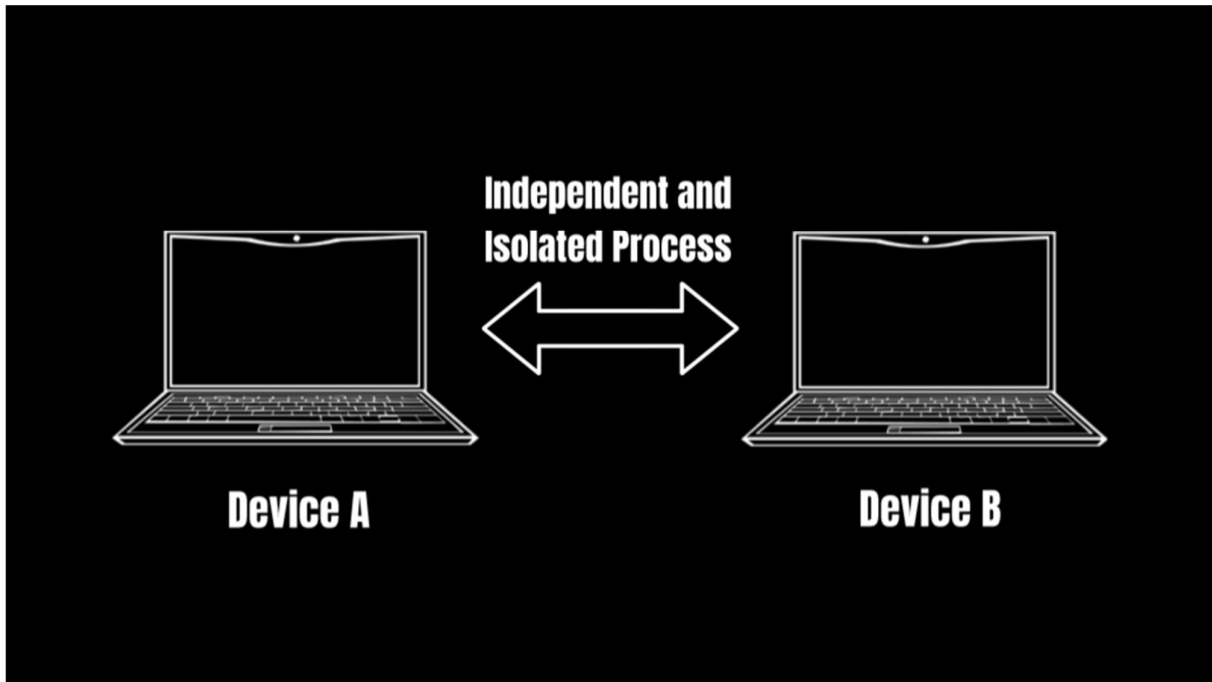 Independent and
Isolated Process
Device A
Device B